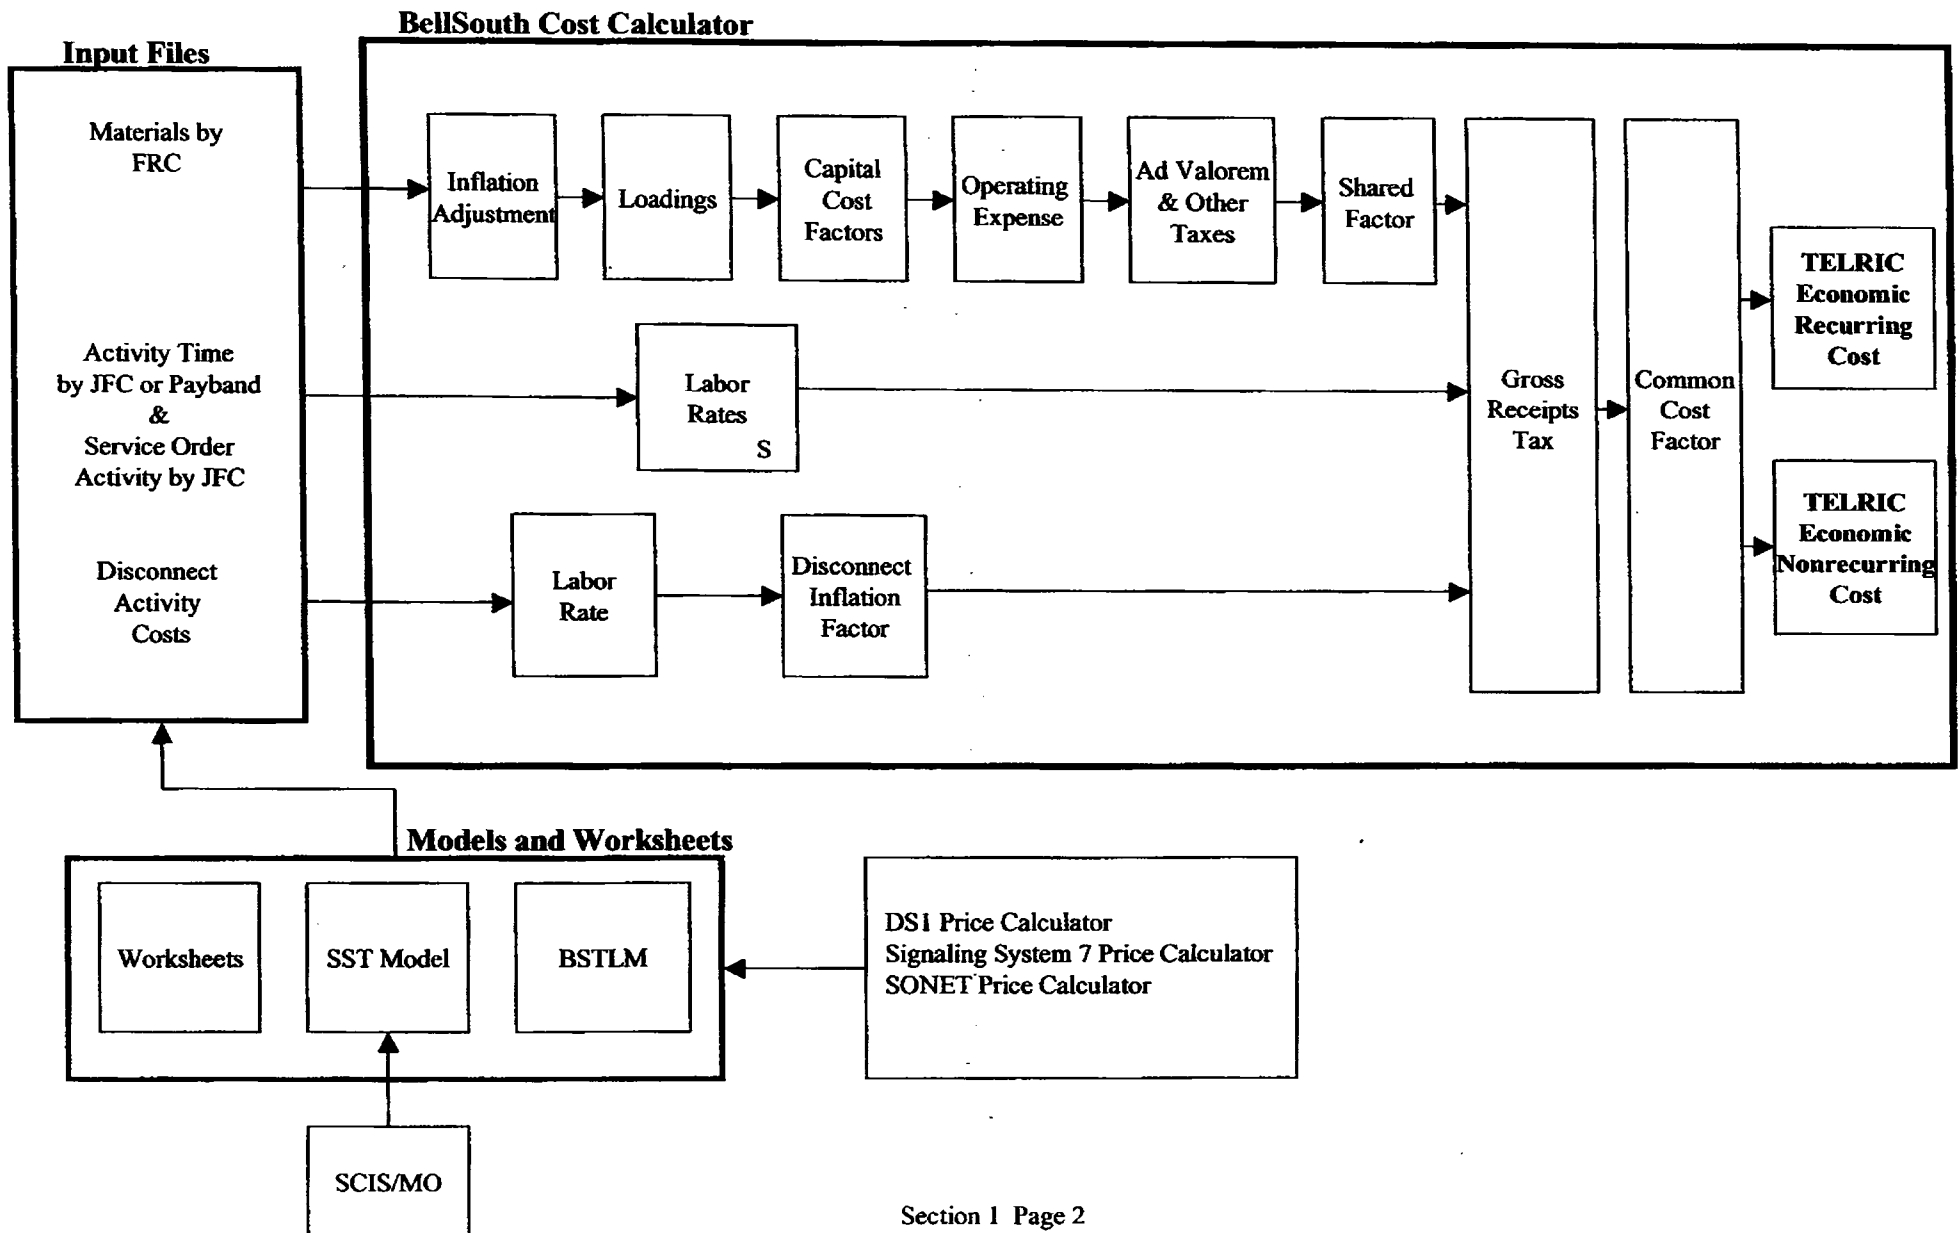 BellSouth Cost Calculator
Input Files
Materials by
FRC
Activity Time
by JFC or Payband
&
Service Order
Activity by JFC
Disconnect
Activity
Costs
Inflation
Adjustment
Loadings
Capital
Cost
Factors
Operating
Expense
Ad Valorem
& Other
Taxes
Shared
Factor
Labor
Rates
S
Labor
Rate
Disconnect
Inflation
Factor
Gross
Receipts
Tax
Common
Cost
Factor
TELRIC
Economic
Recurring
Cost
TELRIC
Economic
Nonrecurring
Cost
Models and Worksheets
Worksheets
SST Model
BSTLM
DS1 Price Calculator
Signaling System 7 Price Calculator
SONET Price Calculator
SCIS/MO
Section 1 Page 2